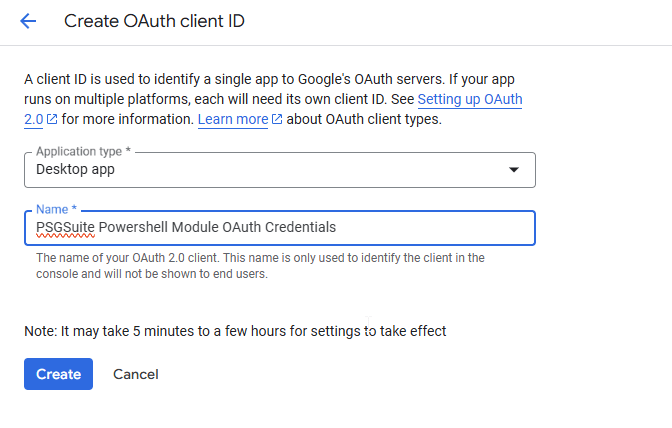 Create OAuth client ID
A client ID is used to identify a single app to Google's OAuth servers. If your app
runs on multiple platforms, each will need its own client ID. See Setting up OAuth
2.0 for more information. Learn more about OAuth client types.
Application type *
Desktop app
Name *
PSGSuite Powershell Module OAuth Credentials
The name of your OAuth 2.0 client. This name is only used to identify the client in the
console and will not be shown to end users.
Note: It may take 5 minutes to a few hours for settings to take effect
Create Cancel